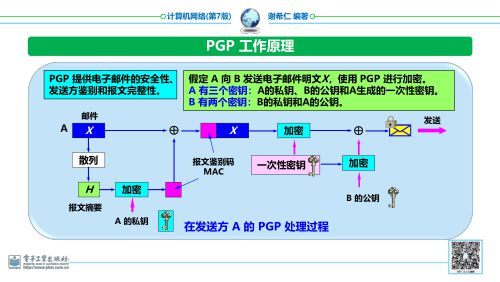 计算机网络(第7版)
谢希仁 编著
PGP 工作原理
PGP 提供电子邮件的安全性、
发送方鉴别和报文完整性。
假定 A 向 B 发送电子邮件明文X，使用 PGP 进行加密。
A 有三个密钥：A的私钥、B的公钥和A生成的一次性密钥。
B 有两个密钥：B的私钥和A的公钥。
邮件
A
X
X
加密
发送
散列
报文鉴别码
MAC
一次性密钥
加密
H
加密
报文摘要
A 的私钥
B 的公钥
在发送方 A 的 PGP 处理过程
电子工业出版社
http://www.phei.com.cn